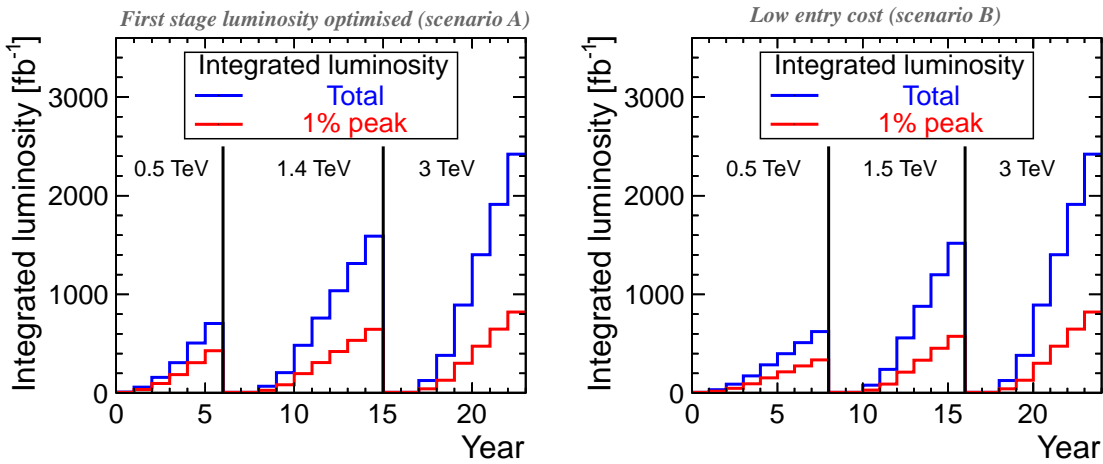 First stage luminosity optimised (scenario A)
Integrated luminosity [fb-1]
3000
2000
1000
0
Integrated luminosity
Total
1% peak
0.5 TeV
1.4 TeV
3 TeV
0 5 10 15 20
Year
Low entry cost (scenario B)
Integrated luminosity [fb-1]
3000
2000
1000
0
Integrated luminosity
Total
1% peak
0.5 TeV
1.5 TeV
3 TeV
0 5 10 15 20
Year